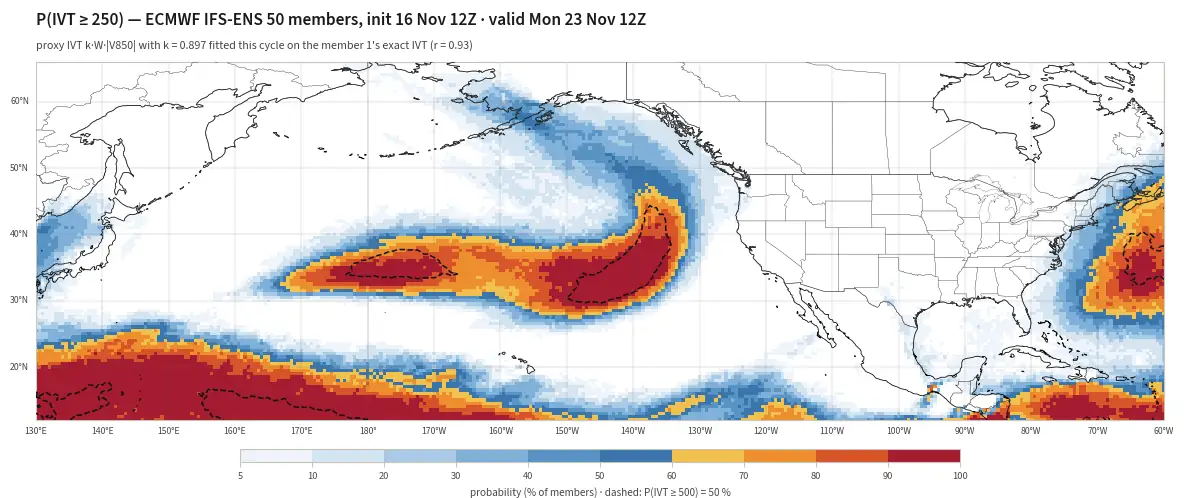 P(IVT ≥ 250) — ECMWF IFS-ENS 50 members, init 16 Nov 12Z · valid Mon 23 Nov 12Z
proxy IVT k·W·|V850| with k = 0.897 fitted this cycle on the member 1's exact IVT (r = 0.93)
60°N
50°N
40°N
30°N
20°N
130°E 140°E 150°E 160°E 180° 170°W 160°W 150°W 140°W 130°W 120°W 110°W 100°W 90°W 80°W 70°W 60°W
5 10 20 30 40 50 60 70 80 90 100
probability (% of members) · dashed: P(IVT ≥ 500) = 50 %